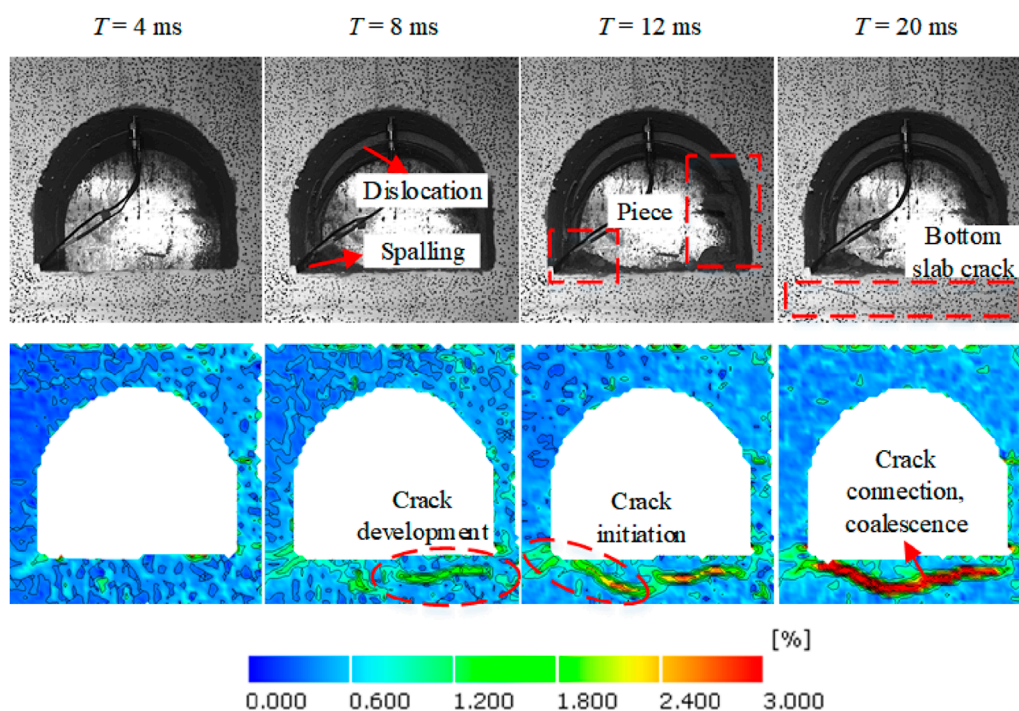 T = 4 ms
T = 8 ms
T = 12 ms
T = 20 ms
Dislocation
Spalling
Piece
Bottom
slab crack
Crack
development
Crack
initiation
Crack
connection,
coalescence
[%]
0.000 0.600 1.200 1.800 2.400 3.000